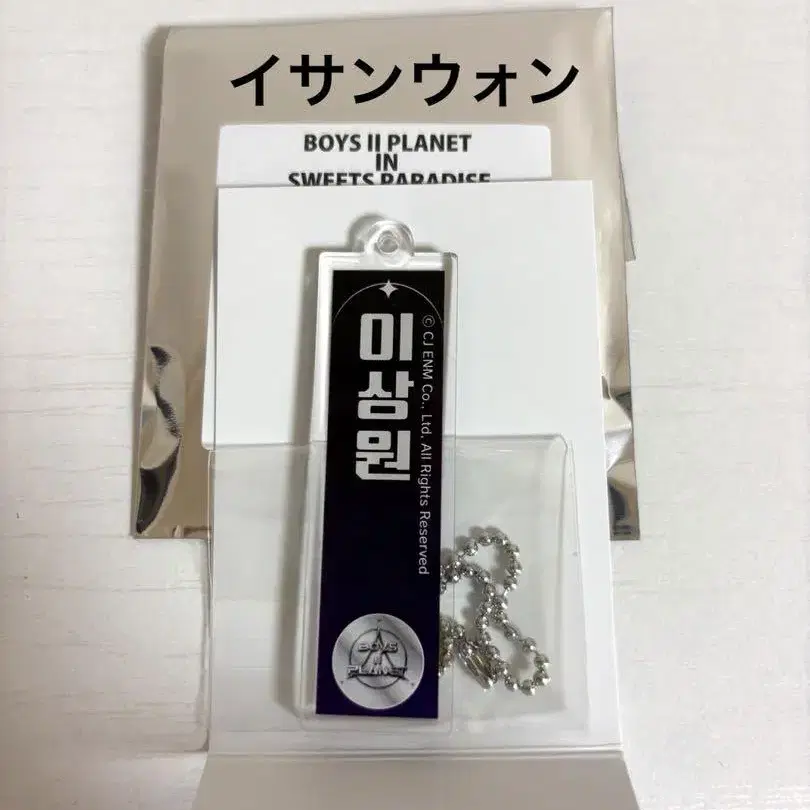 イサンウォン
BOYS II PLANET
IN
SWEETS PARADISE
이상원
© CJ ENM Co., Ltd. All Rights Reserved
BOYS
II
PLANET